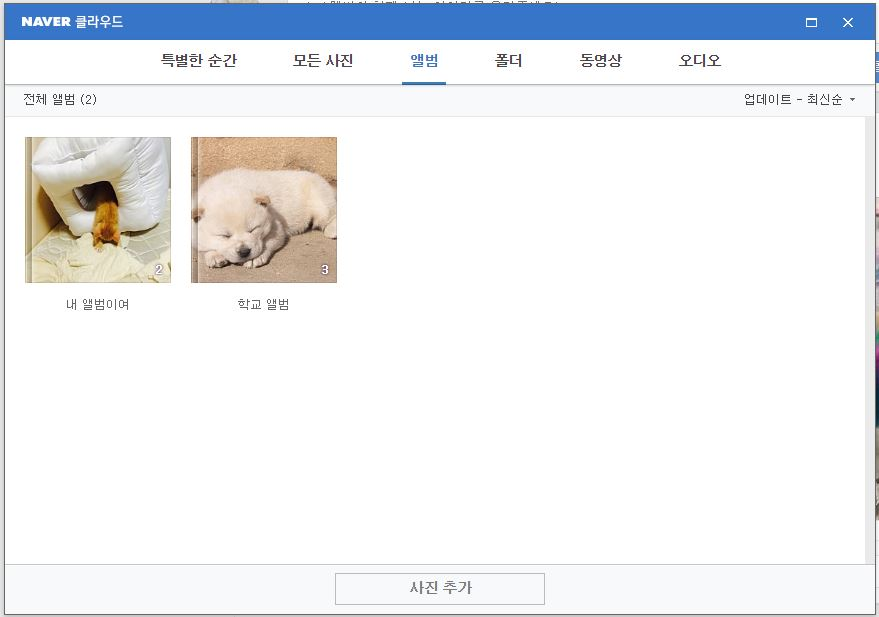 NAVER 클라우드
특별한 순간 모든 사진 앨범 폴더 동영상 오디오
전체 앨범 (2) 업데이트 - 최신순
2 3
내 앨범이여 학교 앨범
사진 추가